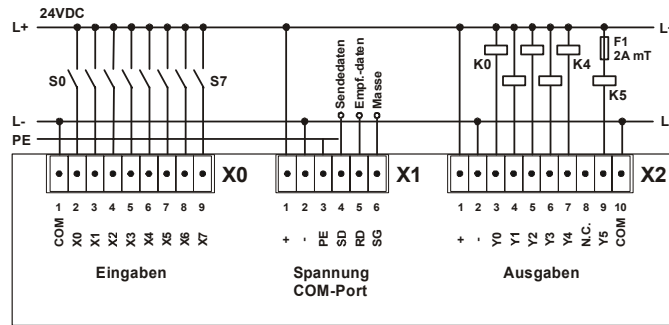 24VDC
L+
L+
F1
2A mT
S0
S7
Sendedaten
Empf.-daten
Masse
K0
K4
K5
L-
L-
PE
X0
X1
X2
1 2 3 4 5 6 7 8 9
1 2 3 4 5 6
1 2 3 4 5 6 7 8 9 10
COM X0 X1 X2 X3 X4 X5 X6 X7
+ - PE SD RD SG
+ - Y0 Y1 Y2 Y3 Y4 N.C. Y5 COM
Eingaben
Spannung
COM-Port
Ausgaben